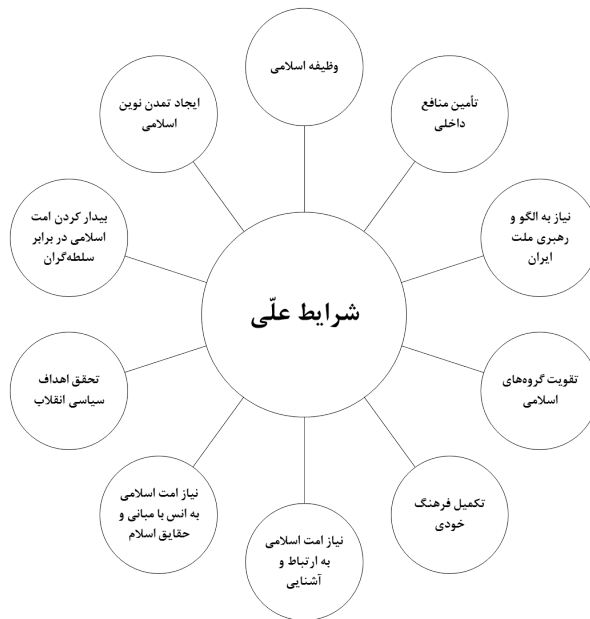 وظیفه اسلامی
تأمین منافع
داخلی
نیاز به الگو و
رهبری ملت
ایران
تقویت گروه‌های
اسلامی
تکمیل فرهنگ
خودی
نیاز امت اسلامی
به ارتباط و
آشنایی
نیاز امت اسلامی
به انس با مبانی و
حقایق اسلام
تحقق اهداف
سیاسی انقلاب
بیدار کردن امت
اسلامی در برابر
سلطه‌گران
ایجاد تمدن نوین
اسلامی
شرایط علّی